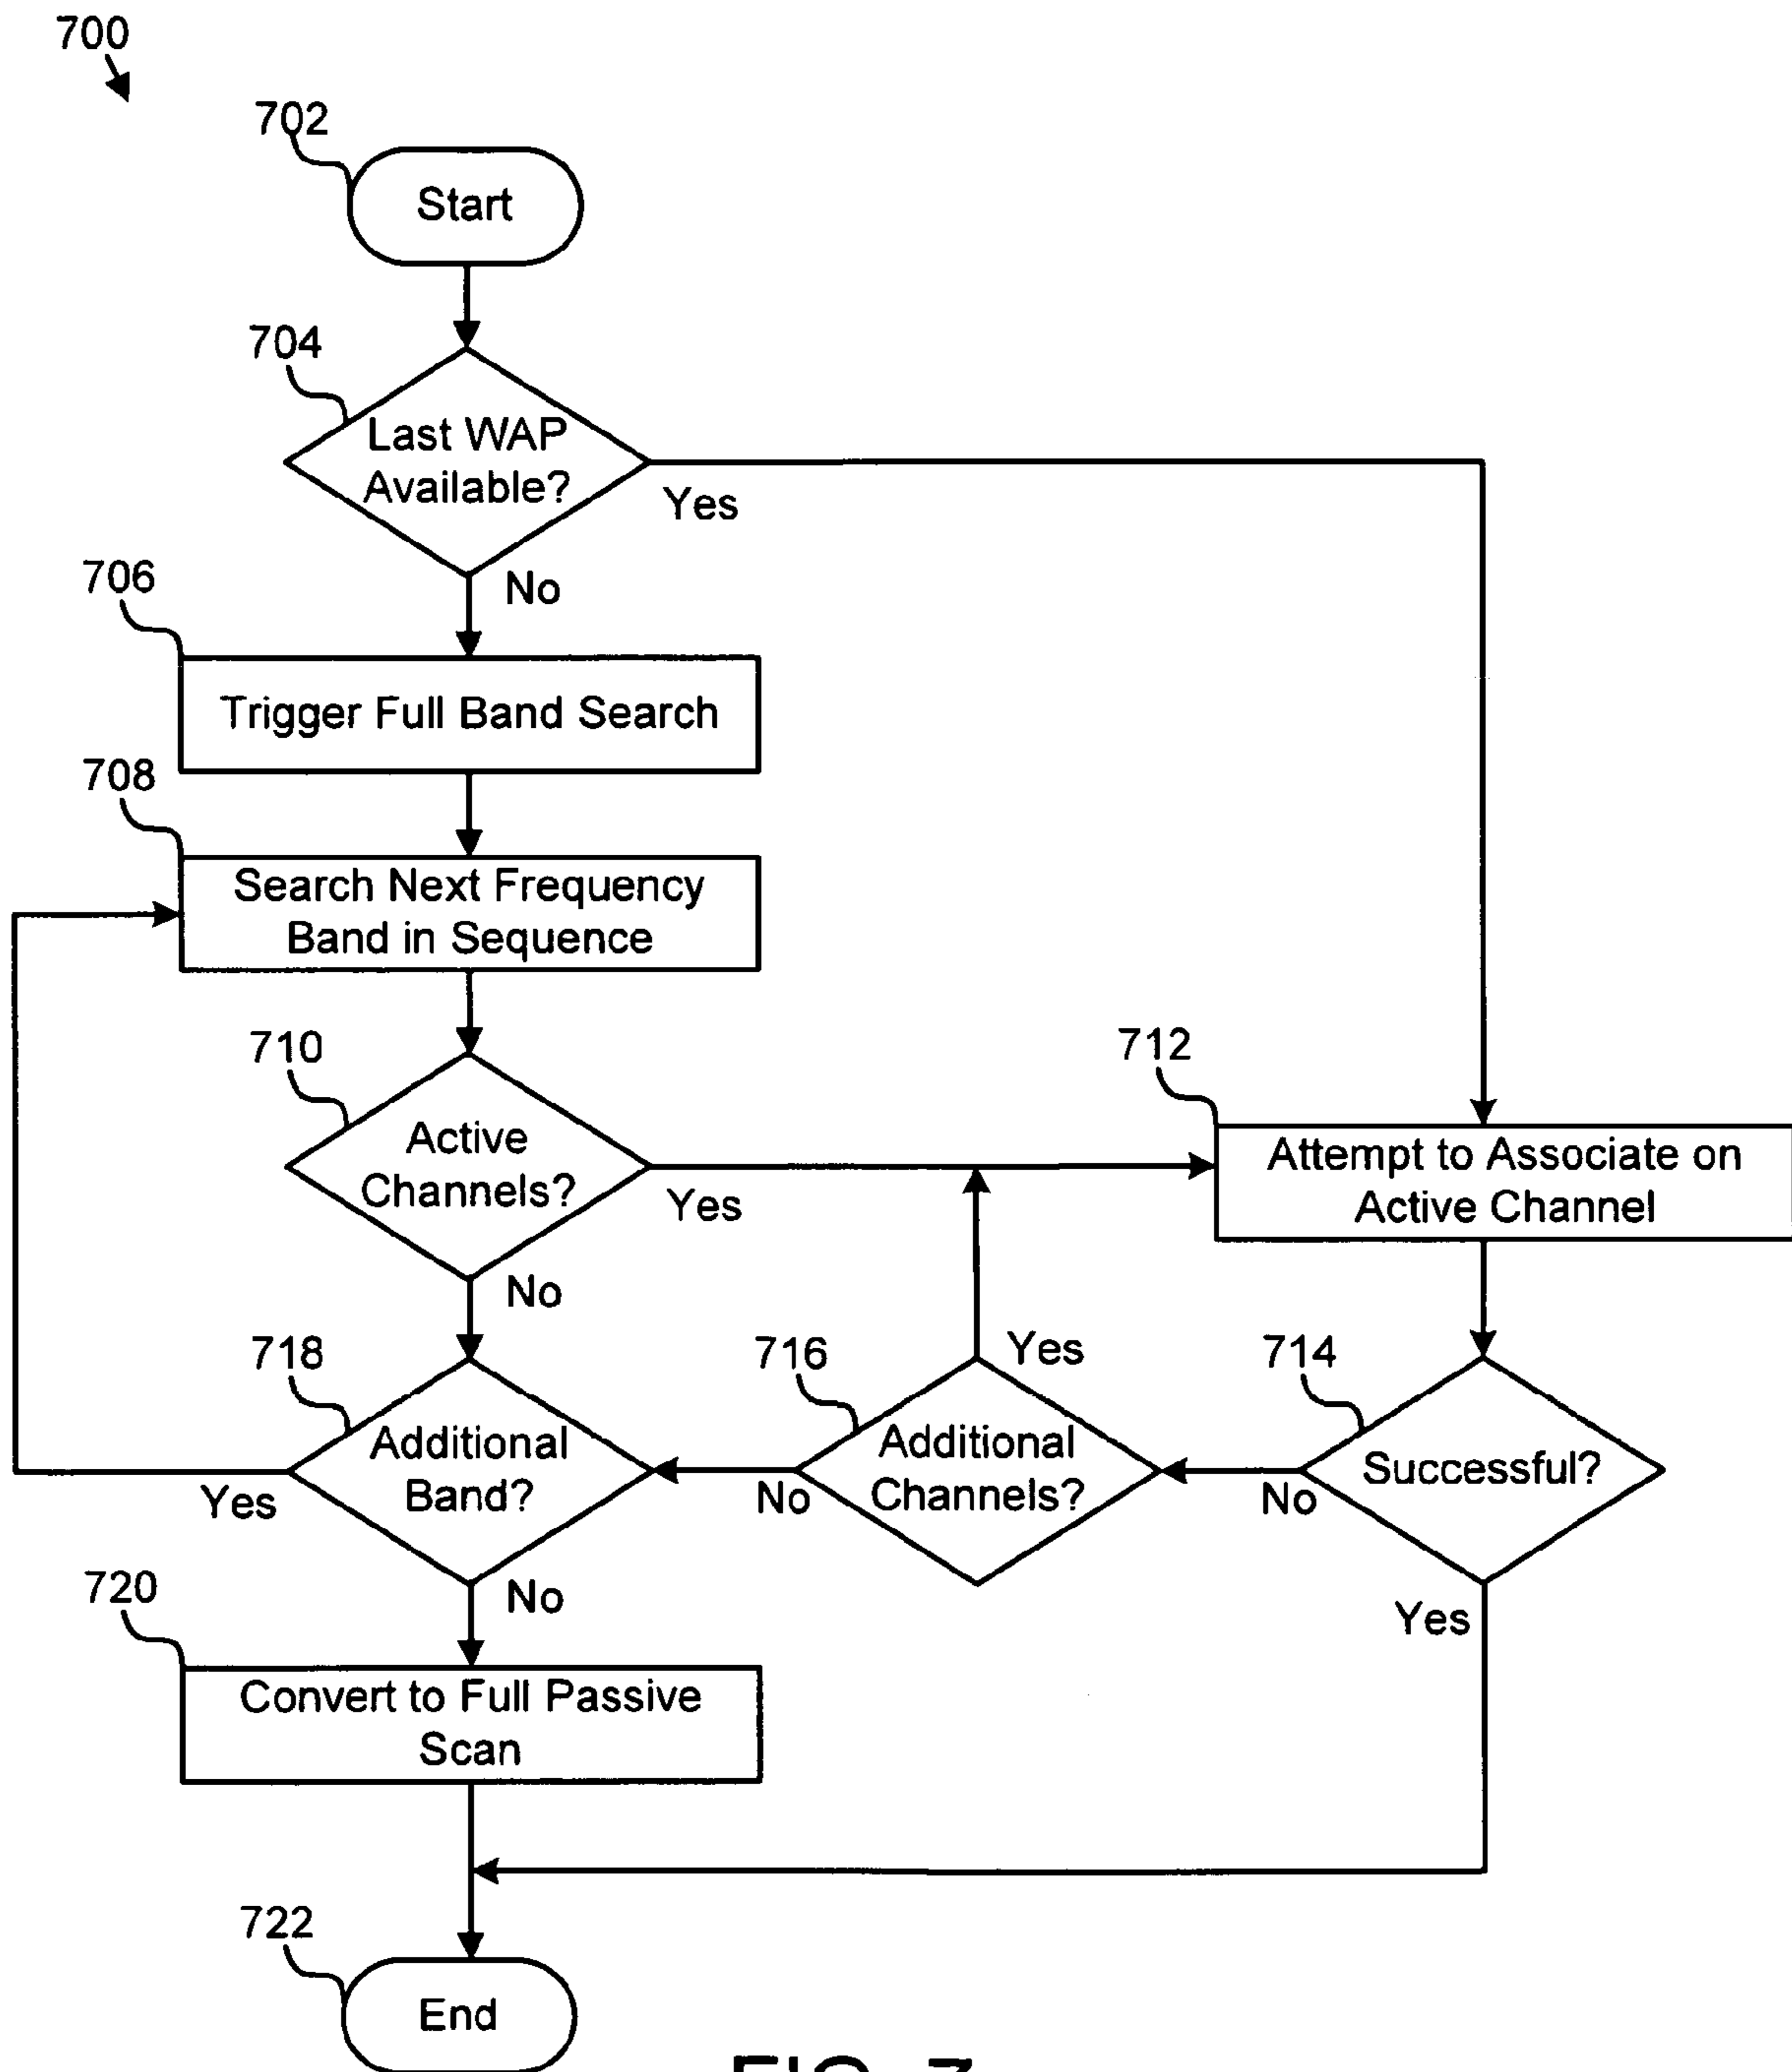 700
702
Start
704
Last WAP
Available?
Yes
No
706
Trigger Full Band Search
708
Search Next Frequency
Band in Sequence
710
Active
Channels?
Yes
No
712
Attempt to Associate on
Active Channel
718
Additional
Band?
Yes
No
716
Additional
Channels?
Yes
No
714
Successful?
No
Yes
720
Convert to Full Passive
Scan
722
End
FIG. 7